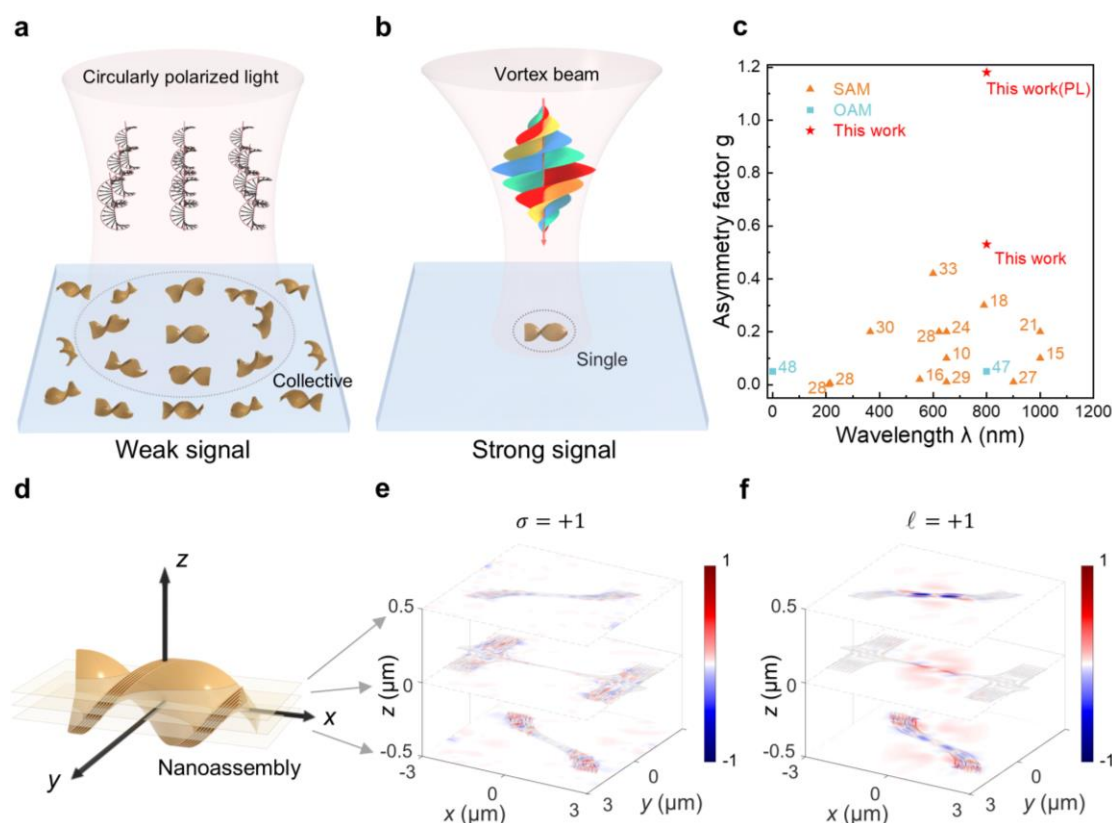 a
Circularly polarized light
Collective
Weak signal
b
Vortex beam
Single
Strong signal
c
Asymmetry factor g
1.2
1.0
0.8
0.6
0.4
0.2
0.0
SAM
OAM
This work
This work(PL)
This work
33
18
30
28
24
21
10
15
48
47
28
28
16
29
27
0 200 400 600 800 1000 1200
Wavelength λ (nm)
d
z
x
y
Nanoassembly
e
σ = +1
1
-1
0.5
0
-0.5
z (μm)
-3
0
3
x (μm)
3
0
y (μm)
f
ℓ = +1
1
-1
0.5
0
-0.5
z (μm)
-3
0
3
x (μm)
3
0
y (μm)